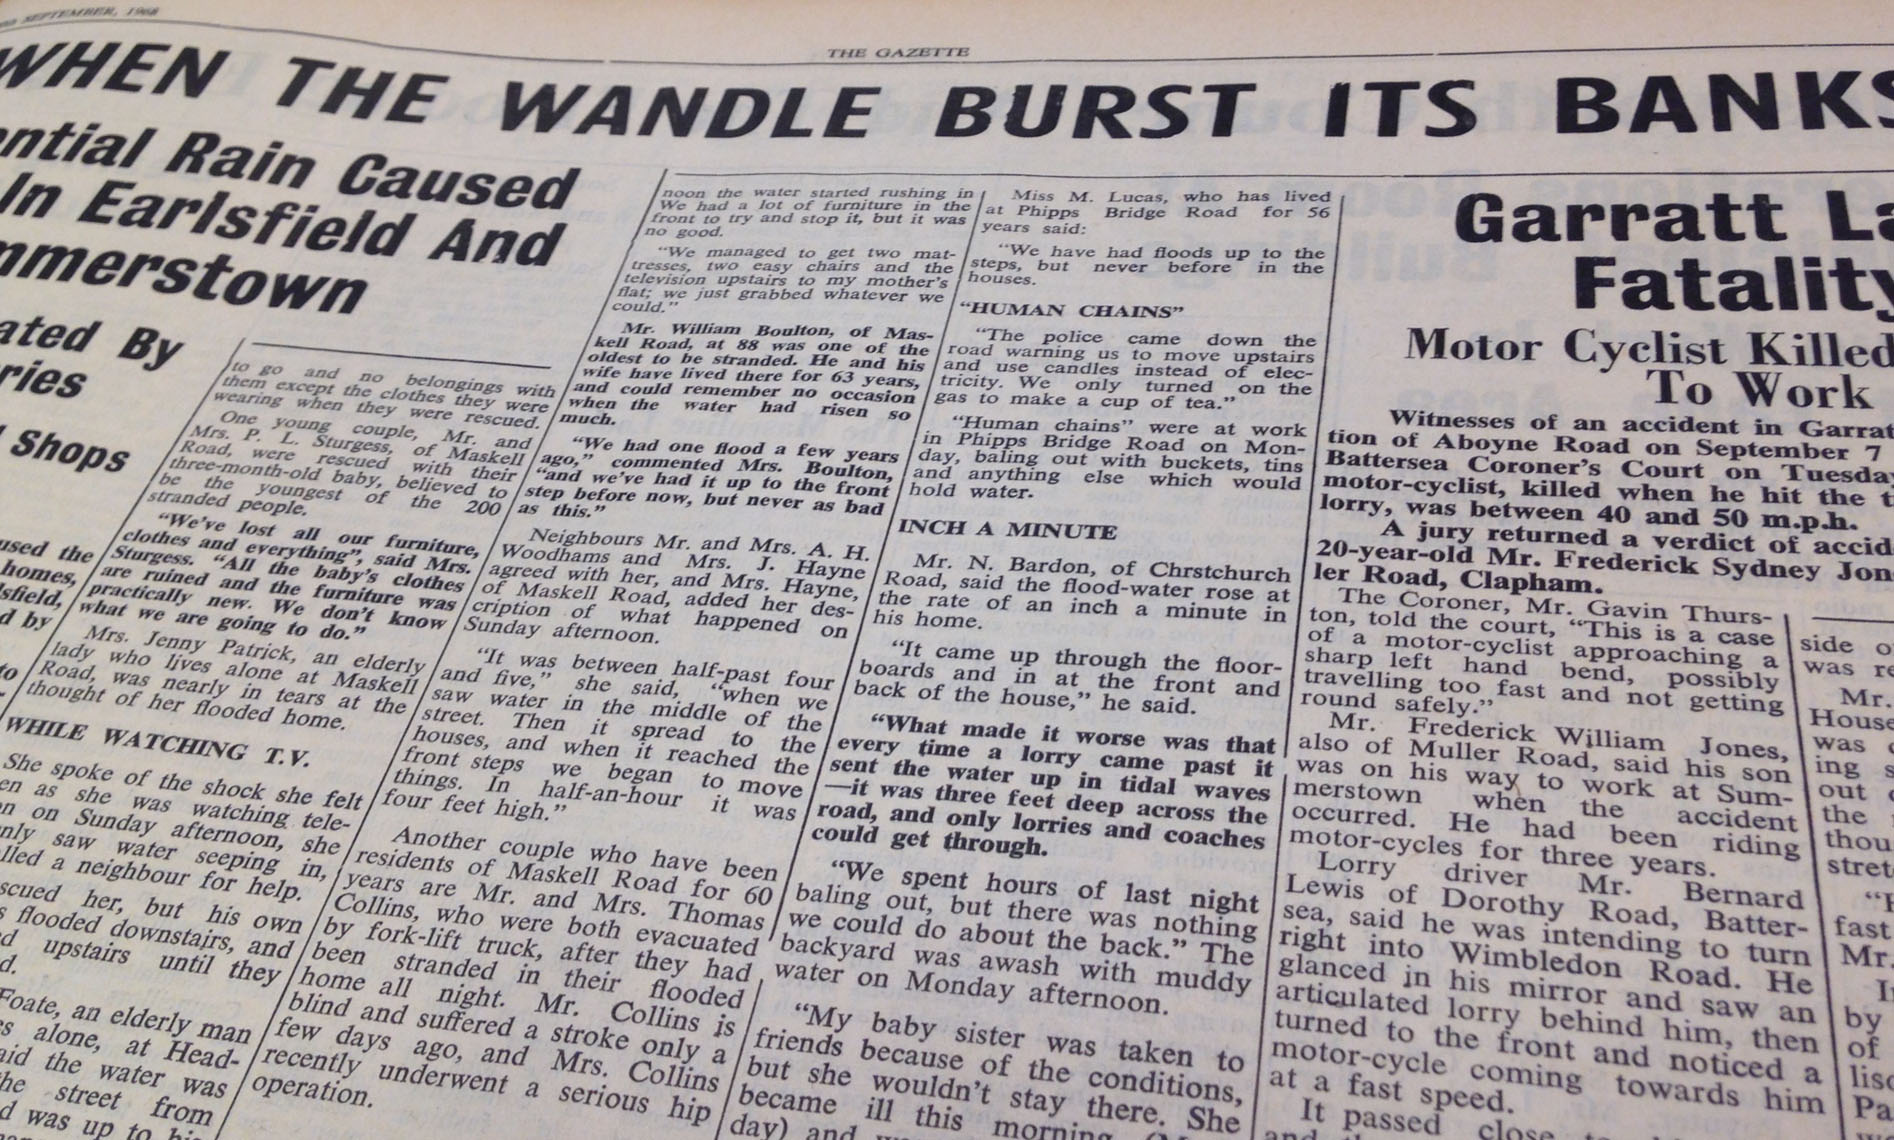 SEPTEMBER, 1968
THE GAZETTE
WHEN THE WANDLE BURST ITS BANKS
Rain Caused
In Earlsfield And
By
Shops
used the
homes,
by
to
to go and no belongings with
them except the clothes they were
wearing when they were rescued.
One young couple, Mr. and
Mrs. P. L. Sturgess, of Maskell
Road, were rescued with their
three-month-old baby, believed to
be the youngest of the 200
stranded people.
"We've lost all our furniture,
clothes and everything", said Mrs.
Sturgess. "All the baby's clothes
are ruined and the furniture was
practically new. We don't know
what we are going to do."
Mrs. Jenny Patrick, an elderly
lady who lives alone at Maskell
Road, was nearly in tears at the
thought of her flooded home.
WHILE WATCHING T.V.
She spoke of the shock she felt
as she was watching tele-
on Sunday afternoon, she
saw water seeping in,
a neighbour for help.
her, but his own
flooded downstairs, and
upstairs until they
Foate, an elderly man
alone, at Head-
the water was
street from
was up to his
noon the water started rushing in
We had a lot of furniture in the
front to try and stop it, but it was
no good.
"We managed to get two mat-
tresses, two easy chairs and the
television upstairs to my mother's
flat; we just grabbed whatever we
could."
Mr. William Boulton, of Mas-
kell Road, at 88 was one of the
oldest to be stranded. He and his
wife have lived there for 63 years,
and could remember no occasion
when the water had risen so
much.
"We had one flood a few years
ago," commented Mrs. Boulton,
"and we've had it up to the front
step before now, but never as bad
as this."
Neighbours Mr. and Mrs. A. H.
Woodhams and Mrs. J. Hayne
agreed with her, and Mrs. Hayne,
of Maskell Road, added her des-
cription of what happened on
Sunday afternoon.
"It was between half-past four
and five," she said, "when we
saw water in the middle of the
street. Then it spread to the
houses, and when it reached the
front steps we began to move
things. In half-an-hour it was
four feet high."
Another couple who have been
residents of Maskell Road for 60
years are Mr. and Mrs. Thomas
Collins, who were both evacuated
by fork-lift truck, after they had
been stranded in their flooded
home all night. Mr. Collins is
blind and suffered a stroke only a
few days ago, and Mrs. Collins
recently underwent a serious hip
operation.
Miss M. Lucas, who has lived
at Phipps Bridge Road for 56
years said:
"We have had floods up to the
steps, but never before in the
houses.
"HUMAN CHAINS"
"The police came down the
road warning us to move upstairs
and use candles instead of elec-
tricity. We only turned on the
gas to make a cup of tea."
"Human chains" were at work
in Phipps Bridge Road on Mon-
day, baling out with buckets, tins
and anything else which would
hold water.
INCH A MINUTE
Mr. N. Bardon, of Chrstchurch
Road, said the flood-water rose at
the rate of an inch a minute in
his home.
"It came up through the floor-
boards and in at the front and
back of the house," he said.
"What made it worse was that
every time a lorry came past it
sent the water up in tidal waves
—it was three feet deep across the
road, and only lorries and coaches
could get through.
"We spent hours of last night
baling out, but there was nothing
we could do about the back." The
backyard was awash with muddy
water on Monday afternoon.
"My baby sister was taken to
friends because of the conditions,
but she wouldn't stay there. She
became ill this morning
day) and
Garratt
Fatality
Motor Cyclist Killed
To Work
Witnesses of an accident in
tion of Aboyne Road on September 7
Battersea Coroner's Court on Tuesday
motor-cyclist, killed when he hit the
lorry, was between 40 and 50 m.p.h.
A jury returned a verdict of
20-year-old Mr. Frederick Sydney
ler Road, Clapham.
The Coroner, Mr. Gavin Thurs-
ton, told the court, "This is a case
of a motor-cyclist approaching a
sharp left hand bend, possibly
travelling too fast and not getting
round safely."
Mr. Frederick William Jones,
also of Muller Road, said his son
was on his way to work at Sum-
merstown when the accident
occurred. He had been riding
motor-cycles for three years.
Lorry driver Mr. Bernard
Lewis of Dorothy Road, Batter-
sea, said he was intending to turn
right into Wimbledon Road. He
glanced in his mirror and saw an
articulated lorry behind him, then
turned to the front and noticed a
motor-cycle coming towards him
at a fast speed.
It passed close
side
was
Mr.
House
was
out
the
fast
Mr.
by
of